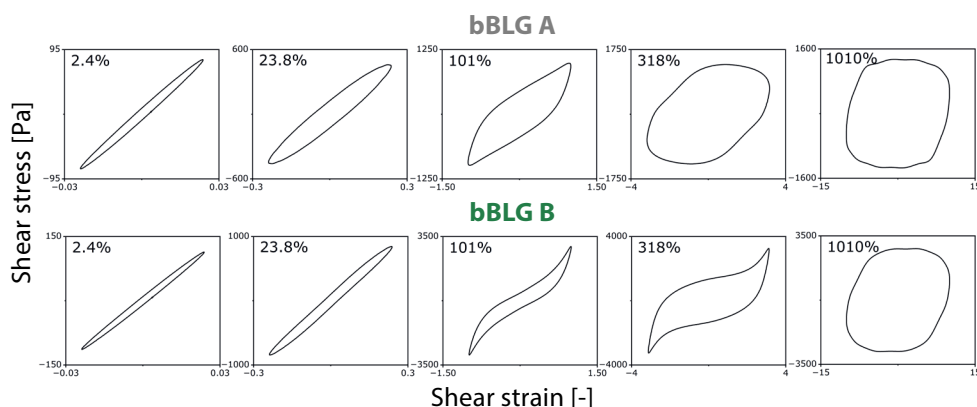 bBLG A
Shear stress [Pa]
95 600 1250 1750 1600
2.4% 23.8% 101% 318% 1010%
−95 −600 −1250 −1750 −1600
−0.03 0.03 −0.3 0.3 −1.50 1.50 −4 4 −15 15
bBLG B
150 1000 3500 4000 3500
2.4% 23.8% 101% 318% 1010%
−150 −1000 −3500 −4000 −3500
−0.03 0.03 −0.3 0.3 −1.50 1.50 −4 4 −15 15
Shear strain [-]